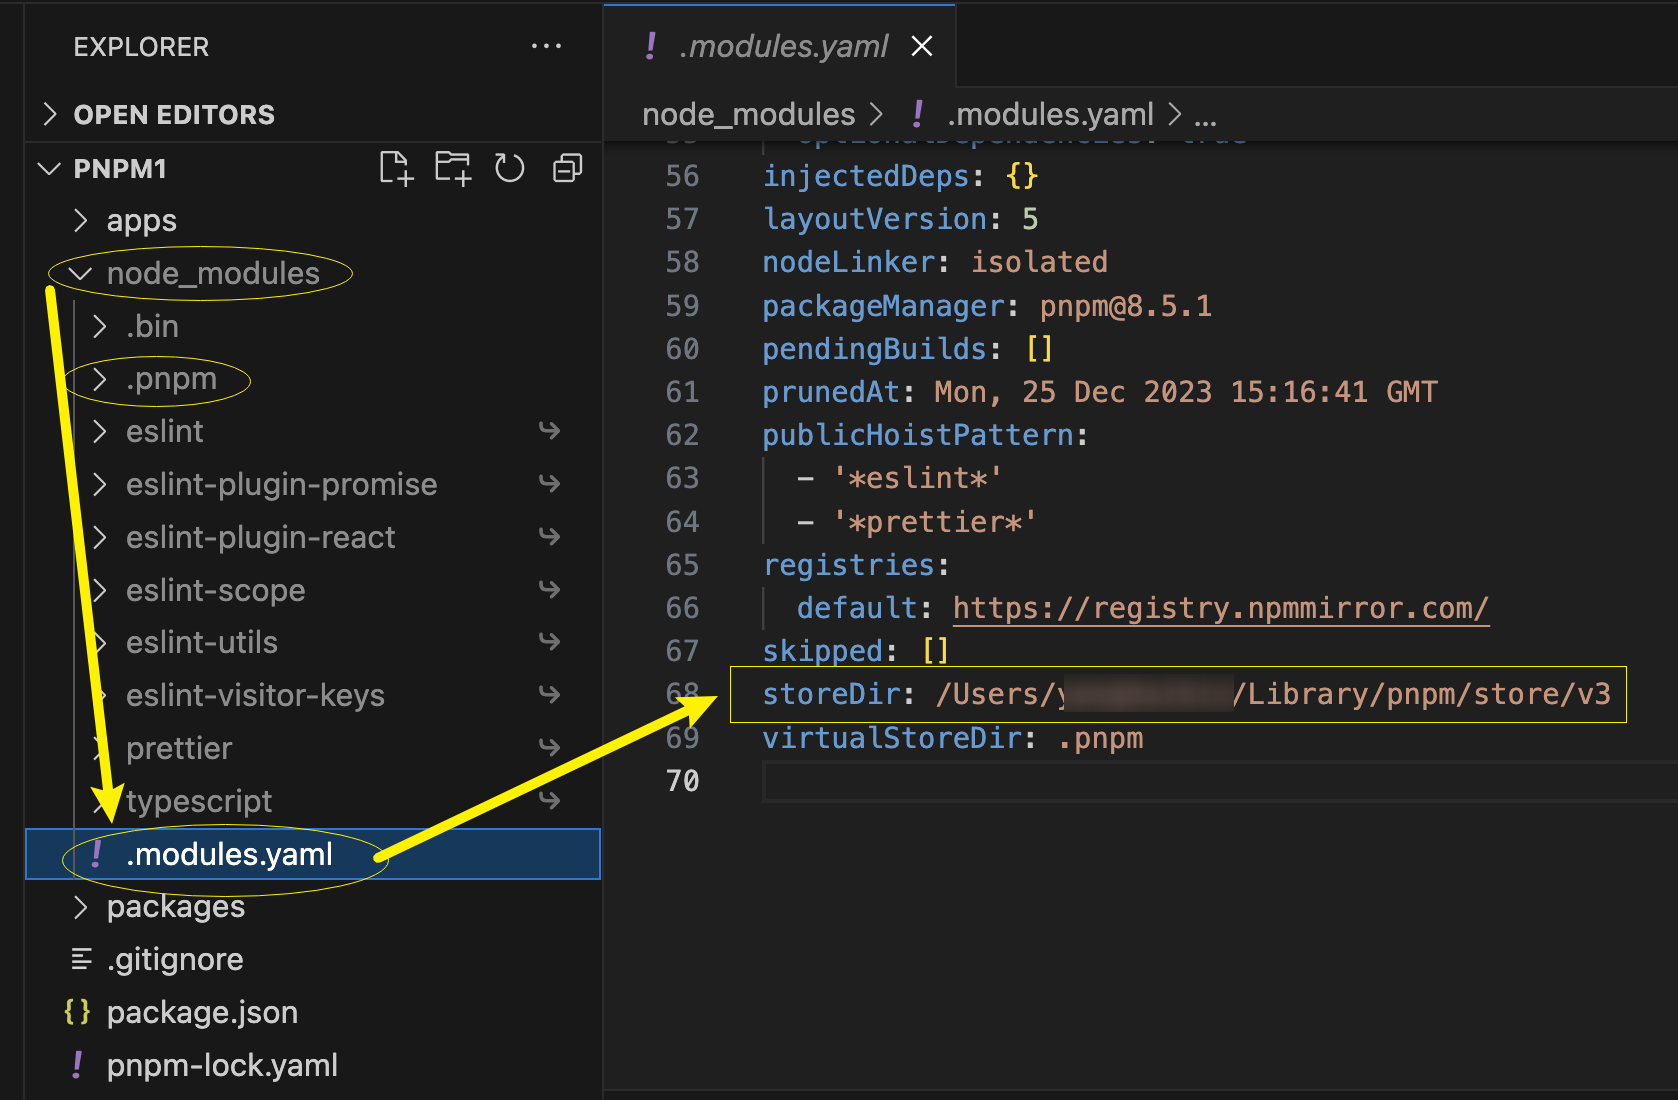 EXPLORER
OPEN EDITORS
PNPM1
apps
node_modules
.bin
.pnpm
eslint
eslint-plugin-promise
eslint-plugin-react
eslint-scope
eslint-utils
eslint-visitor-keys
prettier
typescript
.modules.yaml
packages
.gitignore
package.json
pnpm-lock.yaml
.modules.yaml
node_modules > .modules.yaml > ...
56 injectedDeps: {}
57 layoutVersion: 5
58 nodeLinker: isolated
59 packageManager: pnpm@8.5.1
60 pendingBuilds: []
61 prunedAt: Mon, 25 Dec 2023 15:16:41 GMT
62 publicHoistPattern:
63 - '*eslint*'
64 - '*prettier*'
65 registries:
66 default: https://registry.npmmirror.com/
67 skipped: []
68 storeDir: /Users/ /Library/pnpm/store/v3
69 virtualStoreDir: .pnpm
70